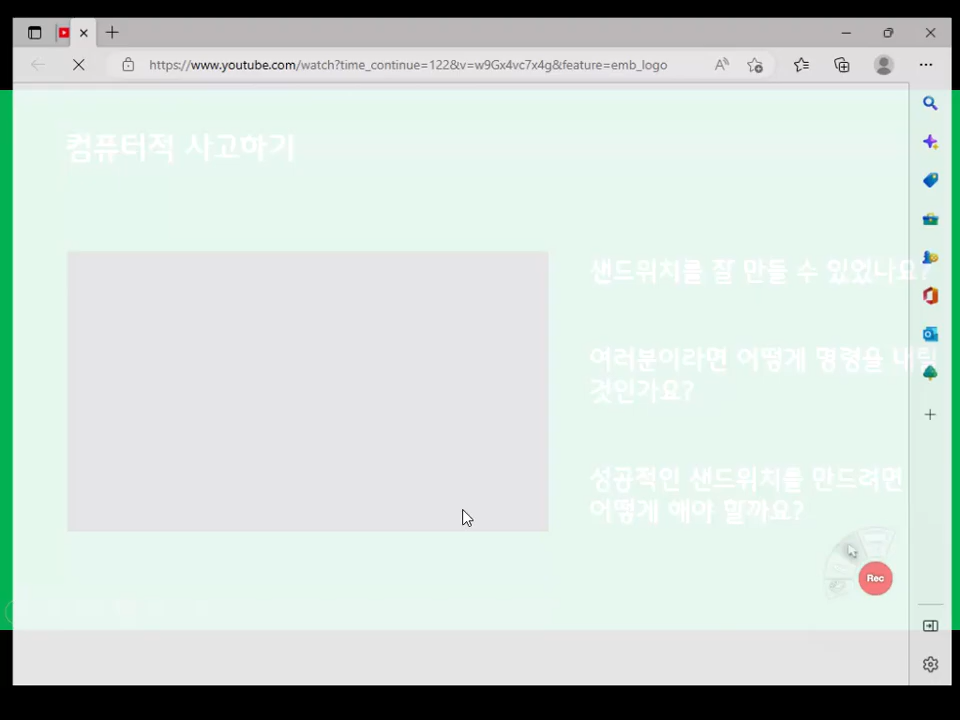 https://www.youtube.com/watch?time_continue=122&v=w9Gx4vc7x4g&feature=emb_logo
컴퓨터적 사고하기
샌드위치를 잘 만들 수 있었나요?
여러분이라면 어떻게 명령을 내릴
것인가요?
성공적인 샌드위치를 만드려면
어떻게 해야 할까요?
Rec